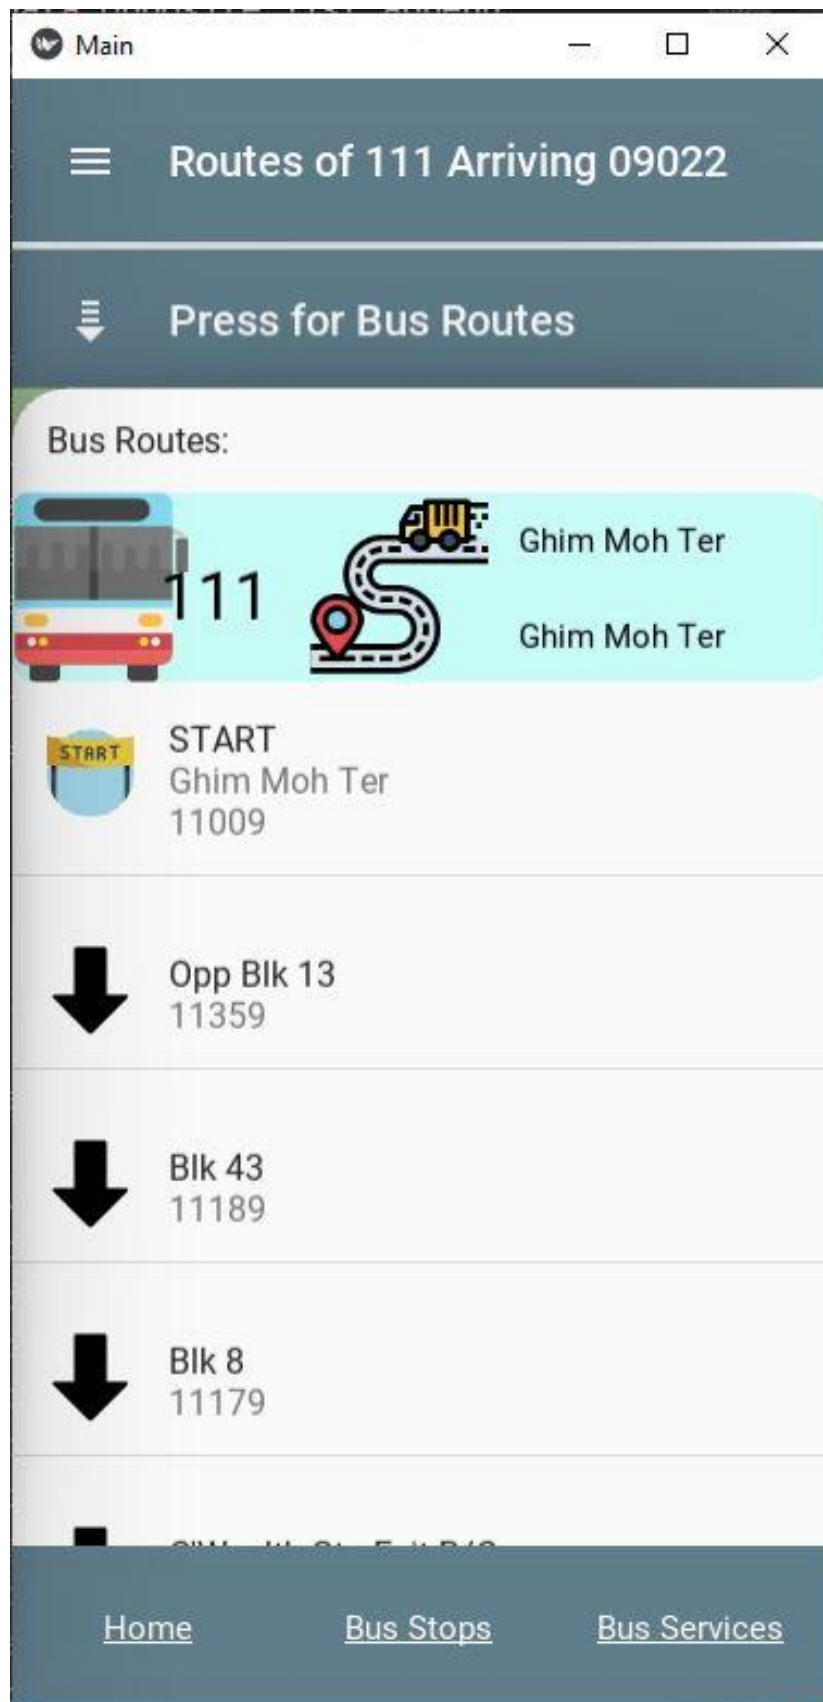 Main
Routes of 111 Arriving 09022
Press for Bus Routes
Bus Routes:
111
Ghim Moh Ter
Ghim Moh Ter
START
START
Ghim Moh Ter
11009
Opp Blk 13
11359
Blk 43
11189
Blk 8
11179
Home
Bus Stops
Bus Services